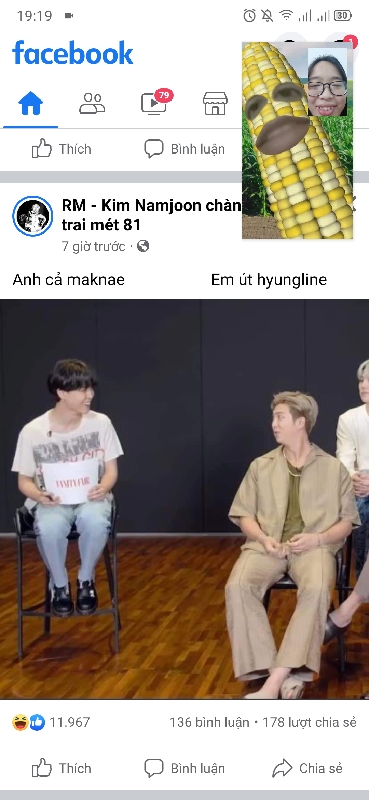 19:19
30
facebook
1
79
Thích
Bình luận
RM - Kim Namjoon chàn
trai mét 81
7 giờ trước
Anh cả maknae
Em út hyungline
VANITY FAIR
11.967
136 bình luận • 178 lượt chia sẻ
Thích
Bình luận
Chia sẻ